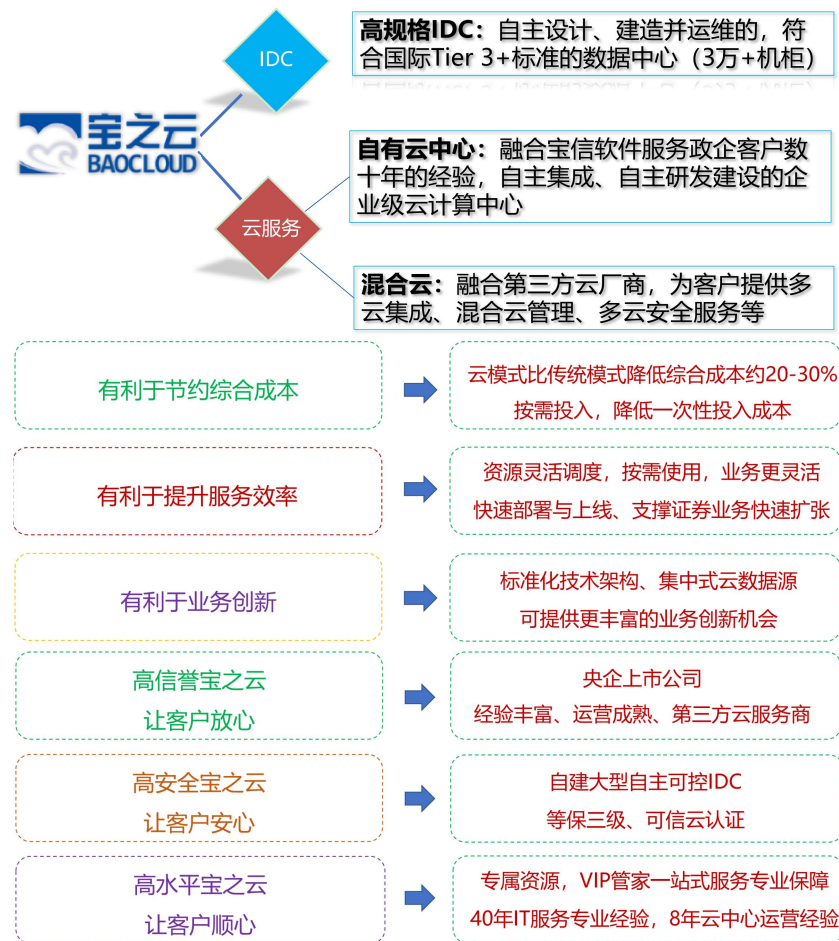 IDC
高规格IDC：自主设计、建造并运维的，符
合国际Tier 3+标准的数据中心（3万+机柜）
宝之云
BAOCLOUD
自有云中心：融合宝信软件服务政企客户数
十年的经验，自主集成、自主研发建设的企
业级云计算中心
云服务
混合云：融合第三方云厂商，为客户提供多
云集成、混合云管理、多云安全服务等
有利于节约综合成本
云模式比传统模式降低综合成本约20-30%
按需投入，降低一次性投入成本
有利于提升服务效率
资源灵活调度，按需使用，业务更灵活
快速部署与上线、支撑证券业务快速扩张
有利于业务创新
标准化技术架构、集中式云数据源
可提供更丰富的业务创新机会
高信誉宝之云
让客户放心
央企上市公司
经验丰富、运营成熟、第三方云服务商
高安全宝之云
让客户安心
自建大型自主可控IDC
等保三级、可信云认证
高水平宝之云
让客户顺心
专属资源，VIP管家一站式服务专业保障
40年IT服务专业经验，8年云中心运营经验